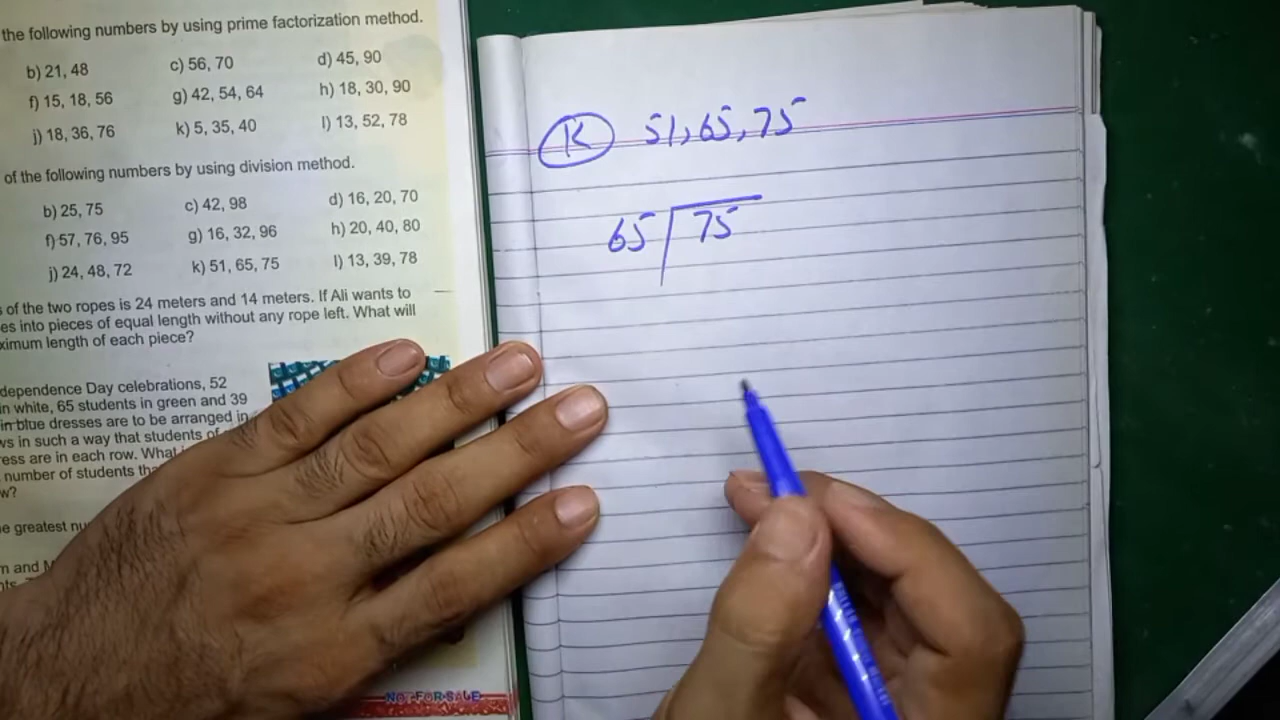 the following numbers by using prime factorization method.
b) 21, 48 c) 56, 70 d) 45, 90
f) 15, 18, 56 g) 42, 54, 64 h) 18, 30, 90
j) 18, 36, 76 k) 5, 35, 40 l) 13, 52, 78
of the following numbers by using division method.
b) 25, 75 c) 42, 98 d) 16, 20, 70
f) 57, 76, 95 g) 16, 32, 96 h) 20, 40, 80
j) 24, 48, 72 k) 51, 65, 75 l) 13, 39, 78
of the two ropes is 24 meters and 14 meters. If Ali wants to
es into pieces of equal length without any rope left. What will
ximum length of each piece?
dependence Day celebrations, 52
in white, 65 students in green and 39
in blue dresses are to be arranged in
ws in such a way that students of
ress are in each row. What
number of students tha
w?
e greatest nu
m and M
NOT FOR SALE
K 51, 65, 75
65 75